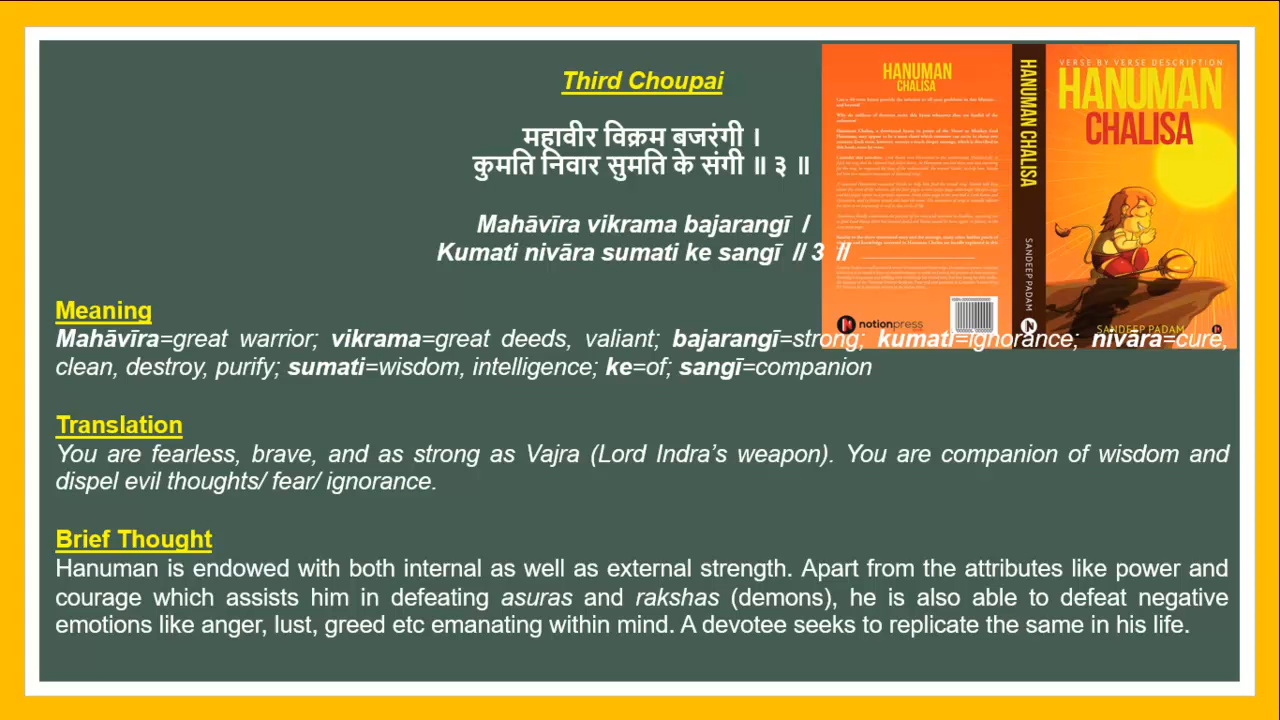 Third Choupai
महावीर विक्रम बजरंगी ।
कुमति निवार सुमति के संगी ॥ ३ ॥
Mahāvīra vikrama bajarangī /
Kumati nivāra sumati ke sangī // 3 //
Meaning
Mahāvīra=great warrior; vikrama=great deeds, valiant; bajarangī=strong; kumati=ignorance; nivāra=cure,
clean, destroy, purify; sumati=wisdom, intelligence; ke=of; sangī=companion
Translation
You are fearless, brave, and as strong as Vajra (Lord Indra’s weapon). You are companion of wisdom and
dispel evil thoughts/ fear/ ignorance.
Brief Thought
Hanuman is endowed with both internal as well as external strength. Apart from the attributes like power and
courage which assists him in defeating asuras and rakshas (demons), he is also able to defeat negative
emotions like anger, lust, greed etc emanating within mind. A devotee seeks to replicate the same in his life.
HANUMAN
CHALISA
notionpress
HANUMAN CHALISA
SANDEEP PADAM
VERSE BY VERSE DESCRIPTION
HANUMAN
CHALISA
SANDEEP PADAM